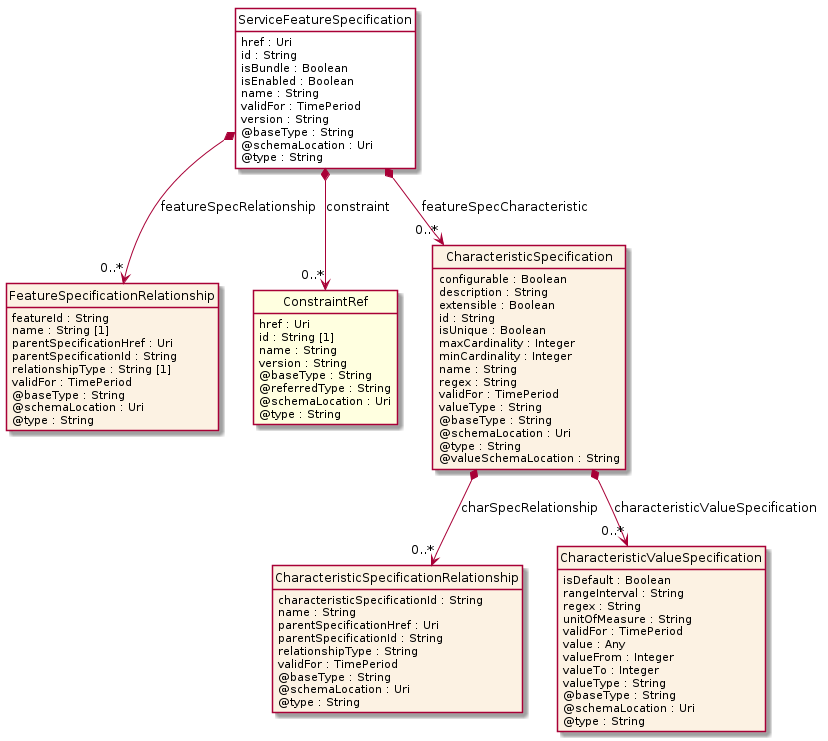 ServiceFeatureSpecification
href : Uri
id : String
isBundle : Boolean
isEnabled : Boolean
name : String
validFor : TimePeriod
version : String
@baseType : String
@schemaLocation : Uri
@type : String
featureSpecRelationship
constraint
featureSpecCharacteristic
0..*
0..*
0..*
FeatureSpecificationRelationship
featureId : String
name : String [1]
parentSpecificationHref : Uri
parentSpecificationId : String
relationshipType : String [1]
validFor : TimePeriod
@baseType : String
@schemaLocation : Uri
@type : String
ConstraintRef
href : Uri
id : String [1]
name : String
version : String
@baseType : String
@referredType : String
@schemaLocation : Uri
@type : String
CharacteristicSpecification
configurable : Boolean
description : String
extensible : Boolean
id : String
isUnique : Boolean
maxCardinality : Integer
minCardinality : Integer
name : String
regex : String
validFor : TimePeriod
valueType : String
@baseType : String
@schemaLocation : Uri
@type : String
@valueSchemaLocation : String
charSpecRelationship
characteristicValueSpecification
0..*
0..*
CharacteristicSpecificationRelationship
characteristicSpecificationId : String
name : String
parentSpecificationHref : Uri
parentSpecificationId : String
relationshipType : String
validFor : TimePeriod
@baseType : String
@schemaLocation : Uri
@type : String
CharacteristicValueSpecification
isDefault : Boolean
rangeInterval : String
regex : String
unitOfMeasure : String
validFor : TimePeriod
value : Any
valueFrom : Integer
valueTo : Integer
valueType : String
@baseType : String
@schemaLocation : Uri
@type : String